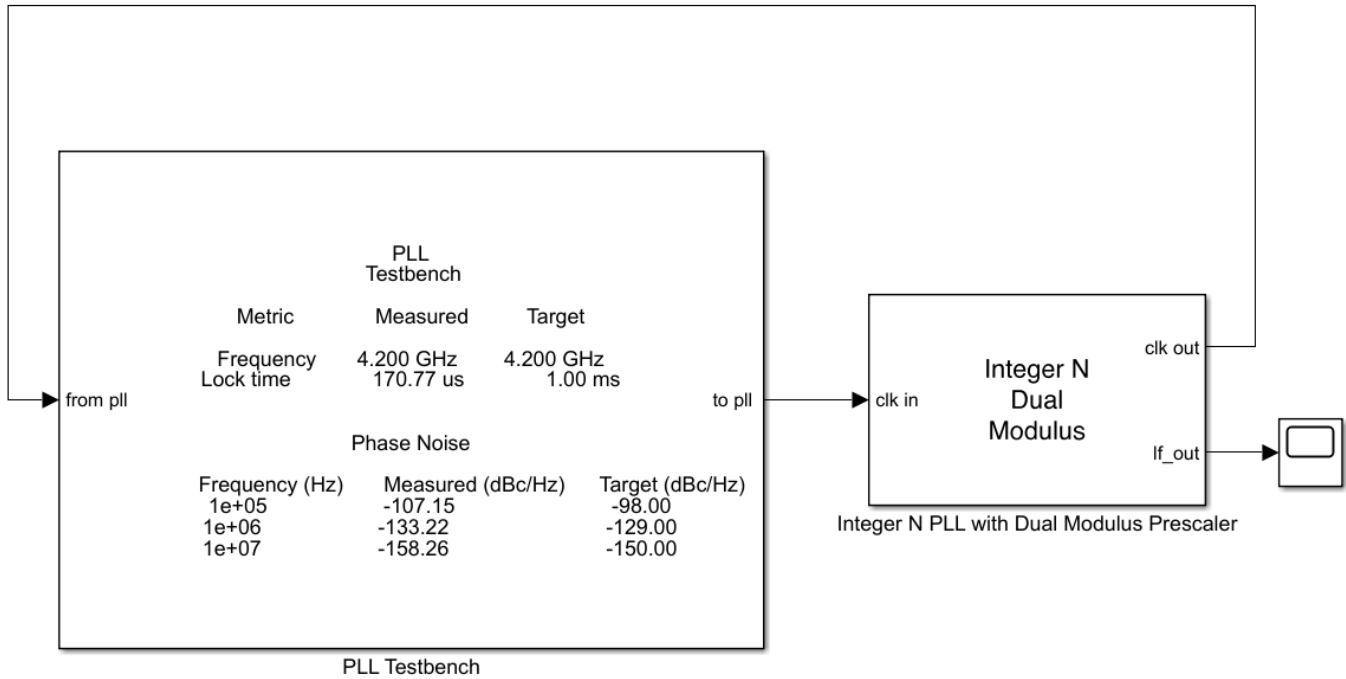 PLL
Testbench
Metric Measured Target
Frequency 4.200 GHz 4.200 GHz
Lock time 170.77 us 1.00 ms
from pll
to pll
Phase Noise
Frequency (Hz) Measured (dBc/Hz) Target (dBc/Hz)
1e+05 -107.15 -98.00
1e+06 -133.22 -129.00
1e+07 -158.26 -150.00
PLL Testbench
clk in
Integer N
Dual
Modulus
clk out
lf_out
Integer N PLL with Dual Modulus Prescaler